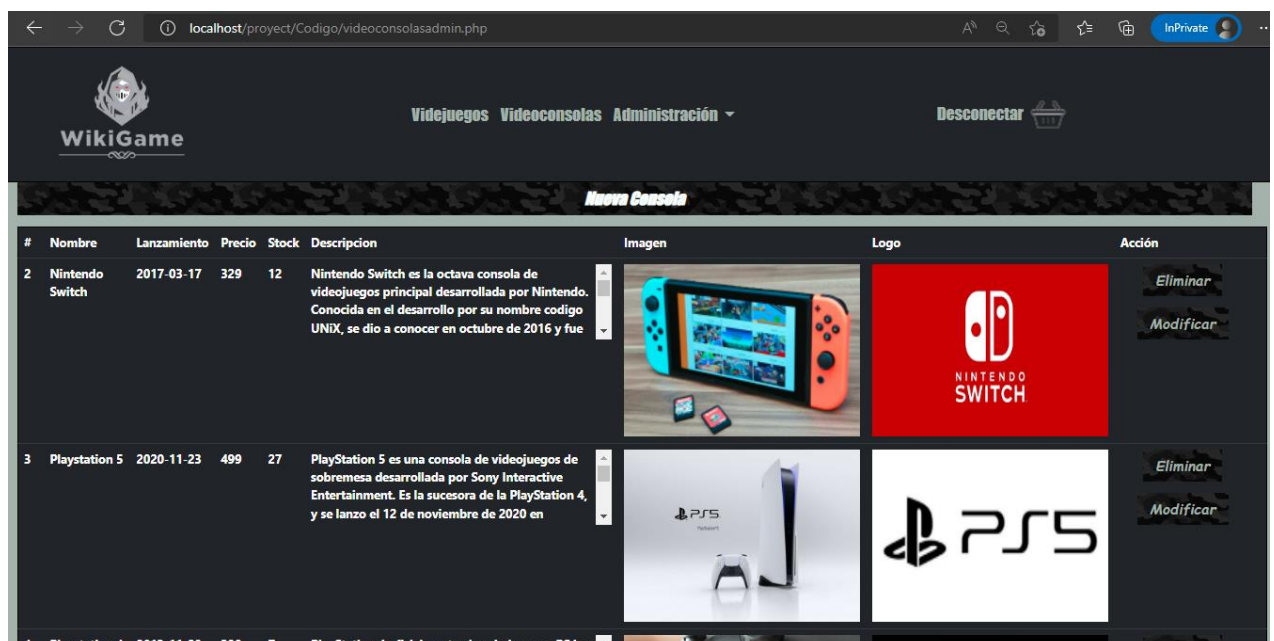 localhost/proyect/Codigo/videoconsolasadmin.php
InPrivate
WikiGame
Videjuegos Videoconsolas Administración
Desconectar
Nueva Consola
# Nombre Lanzamiento Precio Stock Descripcion Imagen Logo Acción
2 Nintendo Switch 2017-03-17 329 12
Nintendo Switch es la octava consola de
videojuegos principal desarrollada por Nintendo.
Conocida en el desarrollo por su nombre codigo
UNiX, se dio a conocer en octubre de 2016 y fue
NINTENDO
SWITCH
Eliminar
Modificar
3 Playstation 5 2020-11-23 499 27
PlayStation 5 es una consola de videojuegos de
sobremesa desarrollada por Sony Interactive
Entertainment. Es la sucesora de la PlayStation 4,
y se lanzo el 12 de noviembre de 2020 en
PS5
PS5
Eliminar
Modificar